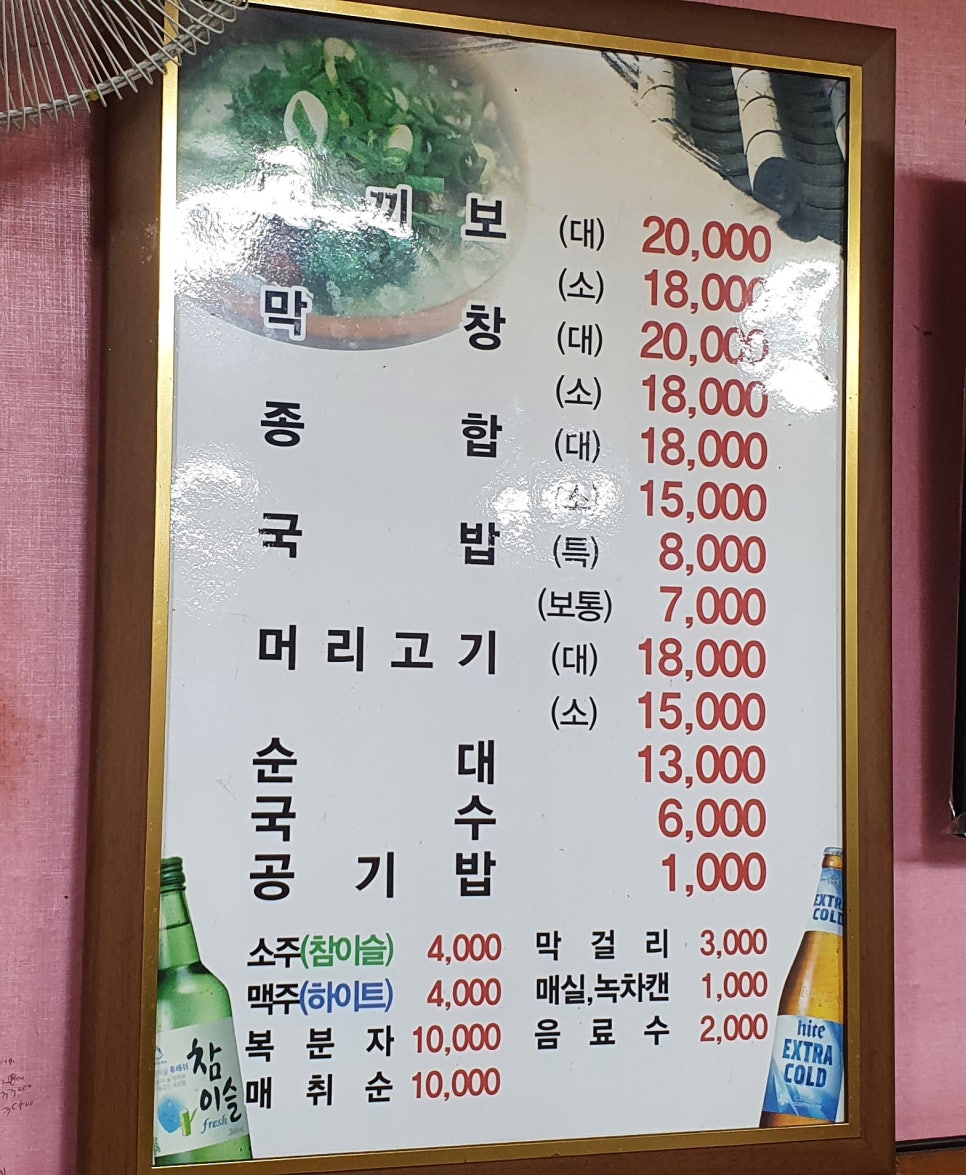 끼 보 (대) 20,000
(소) 18,000
막 창 (대) 20,000
(소) 18,000
종 합 (대) 18,000
(소) 15,000
국 밥 (특) 8,000
(보통) 7,000
머 리 고 기 (대) 18,000
(소) 15,000
순 대 13,000
국 수 6,000
공 기 밥 1,000
소주(참이슬) 4,000 막 걸 리 3,000
맥주(하이트) 4,000 매실,녹차캔 1,000
복 분 자 10,000 음 료 수 2,000
매 취 순 10,000
참
이슬
fresh
EXTRA
COLD
hite
EXTRA
COLD